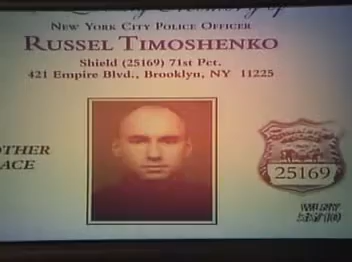 New York City Police Officer
Russel Timoshenko
Shield (25169) 71st Pct.
421 Empire Blvd., Brooklyn, NY 11225
OTHER
ACE
25169